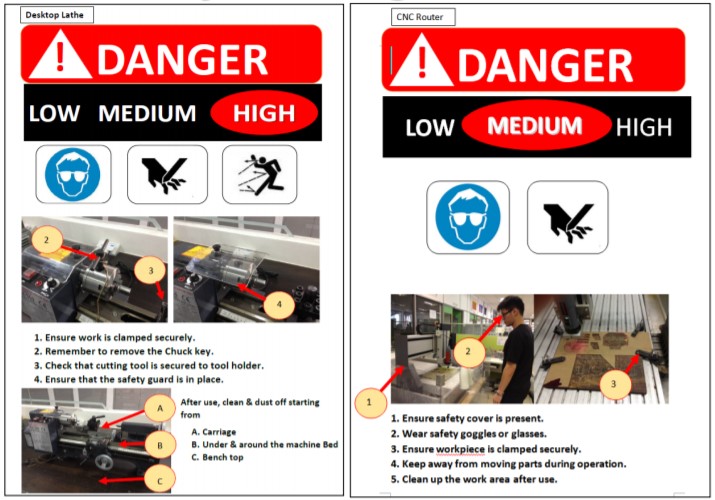 Desktop Lathe
DANGER
LOW MEDIUM HIGH
2
3
4
1. Ensure work is clamped securely.
2. Remember to remove the Chuck key.
3. Check that cutting tool is secured to tool holder.
4. Ensure that the safety guard is in place.
A
B
C
After use, clean & dust off starting
from
A. Carriage
B. Under & around the machine Bed
C. Bench top
CNC Router
DANGER
LOW MEDIUM HIGH
1
2
3
1. Ensure safety cover is present.
2. Wear safety goggles or glasses.
3. Ensure workpiece is clamped securely.
4. Keep away from moving parts during operation.
5. Clean up the work area after use.